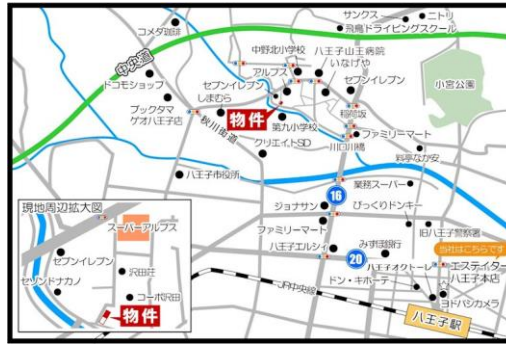 サンクス
ニトリ
飛鳥ドライビングスクール
コメダ珈琲
中央道
中野北小学校
八王子山王病院
いなげや
アルプス
ドコモショップ
セブンイレブン
セブンイレブン
しまむら
小宮公園
ブックタマ
ゲオ八王子店
物件
稲荷坂
秋川街道
第九小学校
ファミリーマート
クリエイトSD
川口川橋
料亭なか安
八王子市役所
業務スーパー
16
現地周辺拡大図
スーパーアルプス
ジョナサン
びっくりドンキー
ファミリーマート
旧八王子警察署
当社はこちらです
セブンイレブン
八王子エルシィ
みずほ銀行
20
エステイター
八王子本店
八王子オクトーレ
沢田荘
セゾンドナカノ
JR中央線
ドン・キホーテ
コーポ沢田
ヨドバシカメラ
物件
八王子駅